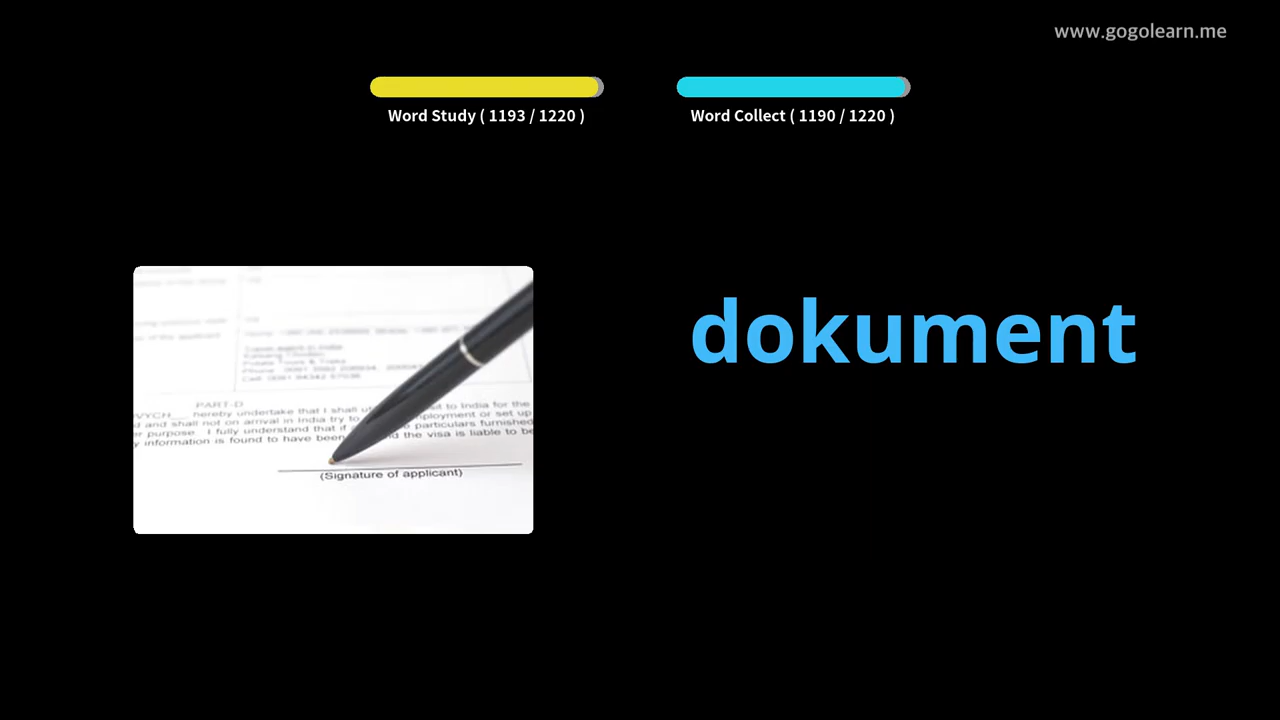 www.gogolearn.me
Word Study ( 1193 / 1220 )
Word Collect ( 1190 / 1220 )
dokument
PART-D
hereby undertake that I shall to India for the
d and shall not on arrival in India try to employment or set up
purpose. I fully understand that if particulars furnished
information is found to have been the visa is liable to be
(Signature of applicant)